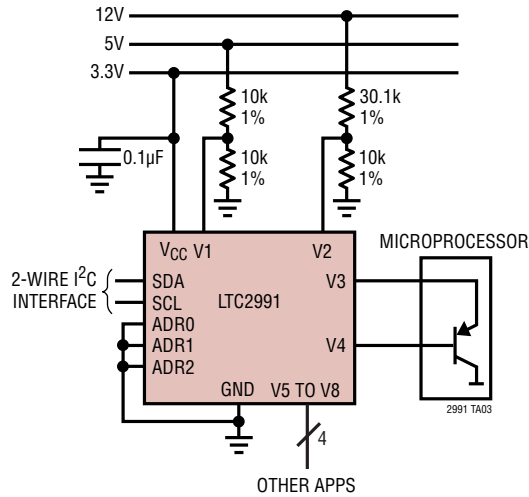 12V
5V
3.3V
10k
1%
30.1k
1%
0.1µF
10k
1%
10k
1%
VCC V1
V2
MICROPROCESSOR
2-WIRE I²C
INTERFACE
SDA
SCL
ADR0
ADR1
ADR2
LTC2991
V3
V4
GND
V5 TO V8
2991 TA03
4
OTHER APPS